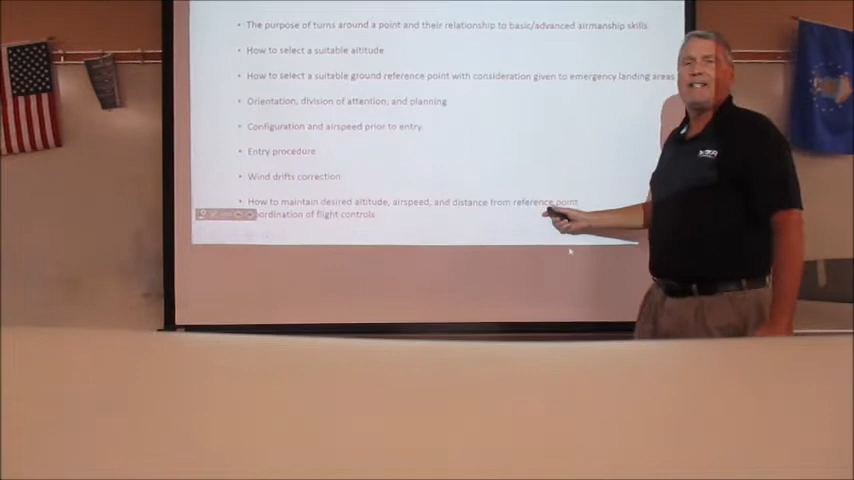 • The purpose of turns around a point and their relationship to basic/advanced airmanship skills
• How to select a suitable altitude
• How to select a suitable ground reference point with consideration given to emergency landing areas
• Orientation, division of attention, and planning
• Configuration and airspeed prior to entry
• Entry procedure
• Wind drifts correction
• How to maintain desired altitude, airspeed, and distance from reference point
oordination of flight controls